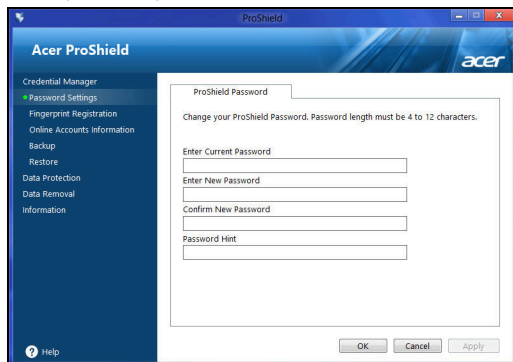 ProShield
Acer ProShield
acer
Credential Manager
Password Settings
Fingerprint Registration
Online Accounts Information
Backup
Restore
Data Protection
Data Removal
Information
Help
ProShield Password
Change your ProShield Password. Password length must be 4 to 12 characters.
Enter Current Password
Enter New Password
Confirm New Password
Password Hint
OK
Cancel
Apply